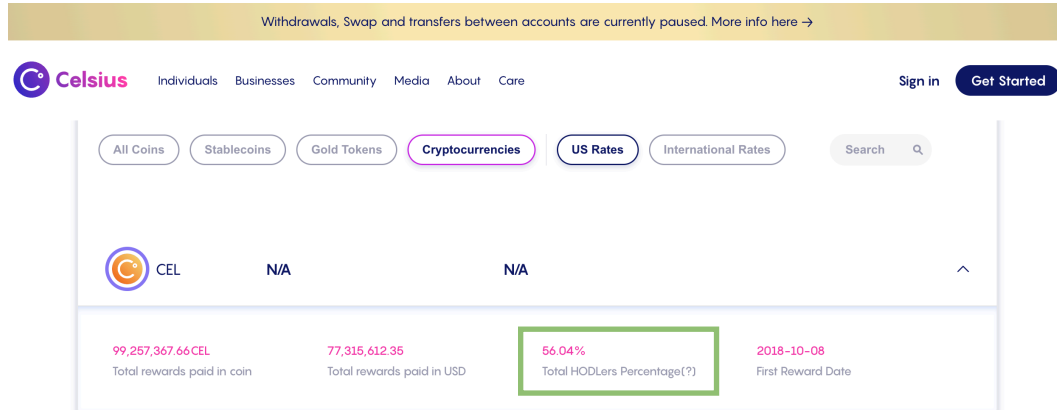 Withdrawals, Swap and transfers between accounts are currently paused. More info here →
Celsius Individuals Businesses Community Media About Care Sign in Get Started
All Coins Stablecoins Gold Tokens Cryptocurrencies US Rates International Rates Search
CEL N/A N/A
99,257,367.66CEL 77,315,612.35 56.04% 2018-10-08
Total rewards paid in coin Total rewards paid in USD Total HODLers Percentage(?) First Reward Date